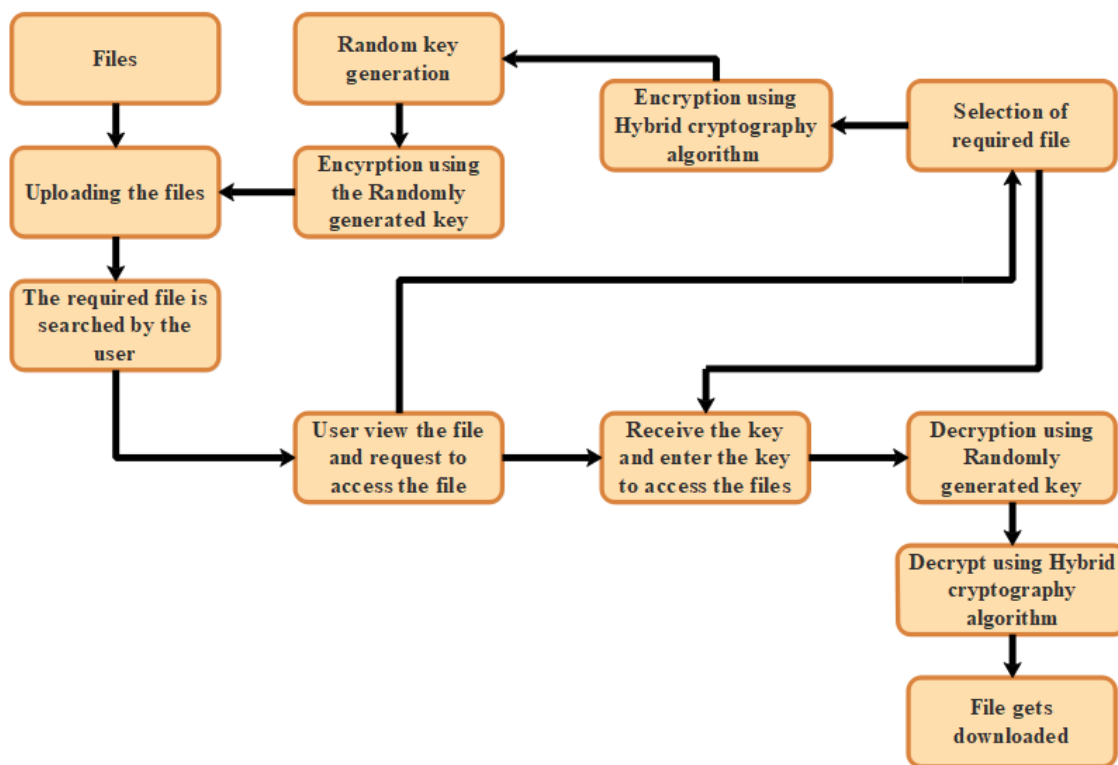 Files
Random key
generation
Encryption using
Hybrid cryptography
algorithm
Selection of
required file
Uploading the files
Encyrption using
the Randomly
generated key
The required file is
searched by the
user
User view the file
and request to
access the file
Receive the key
and enter the key
to access the files
Decryption using
Randomly
generated key
Decrypt using Hybrid
cryptography
algorithm
File gets
downloaded